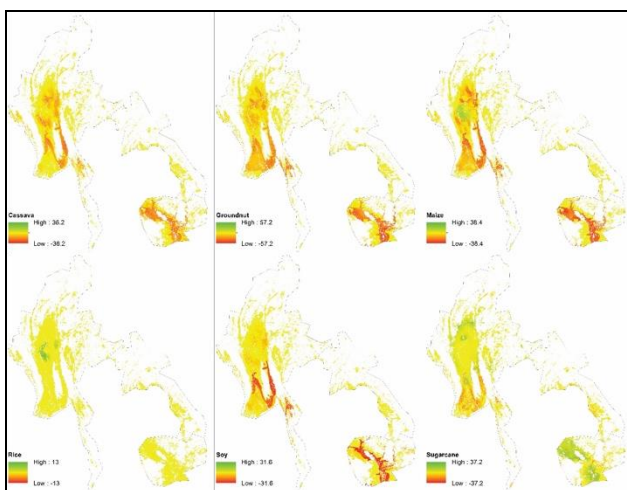 Cassava
High : 36.2
Low : -36.2
Groundnut
High : 57.2
Low : -57.2
Maize
High : 38.4
Low : -38.4
Rice
High : 13
Low : -13
Soy
High : 31.6
Low : -31.6
Sugarcane
High : 37.2
Low : -37.2